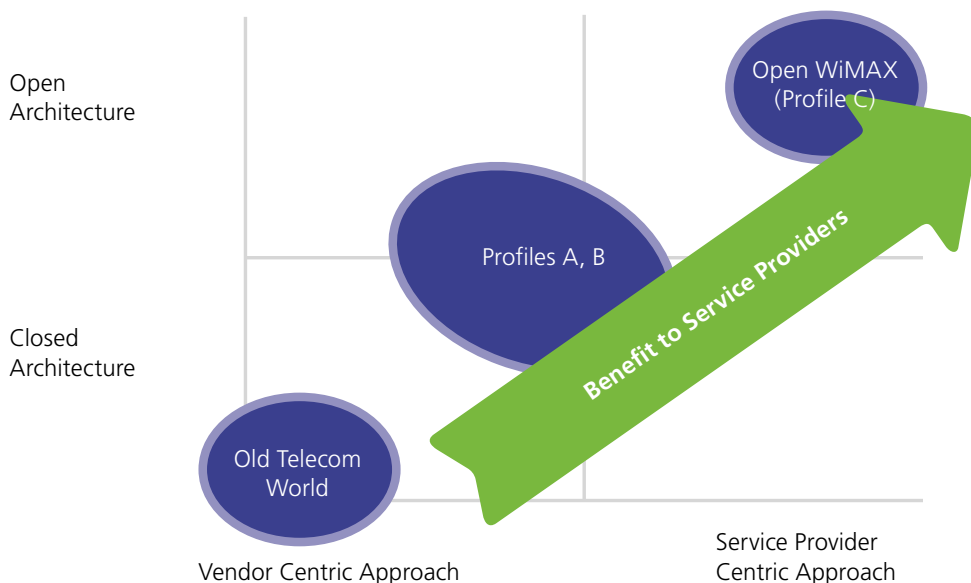 Open
Architecture
Open WiMAX
(Profile C)
Profiles A, B
Benefit to Service Providers
Closed
Architecture
Old Telecom
World
Vendor Centric Approach
Service Provider
Centric Approach